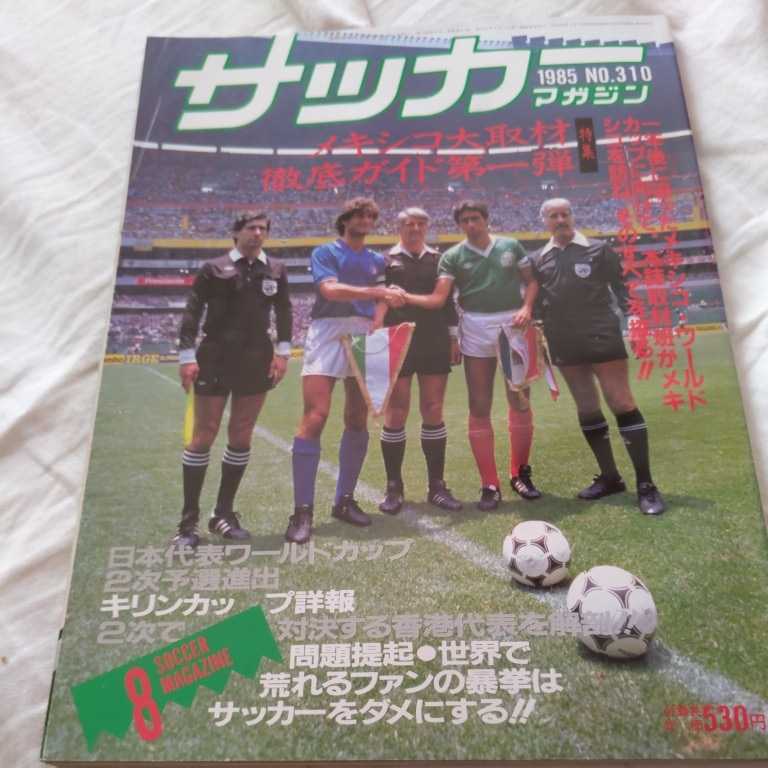 サッカー
マガジン
1985 NO.310
メキシコ大取材
徹底ガイド第一弾
特集
日本代表ワールドカップ
2次予選進出
キリンカップ詳報
2次で対決する香港代表を解剖
問題提起●世界で
荒れるファンの暴挙は
サッカーをダメにする!!
8
SOCCER
MAGAZINE
530円